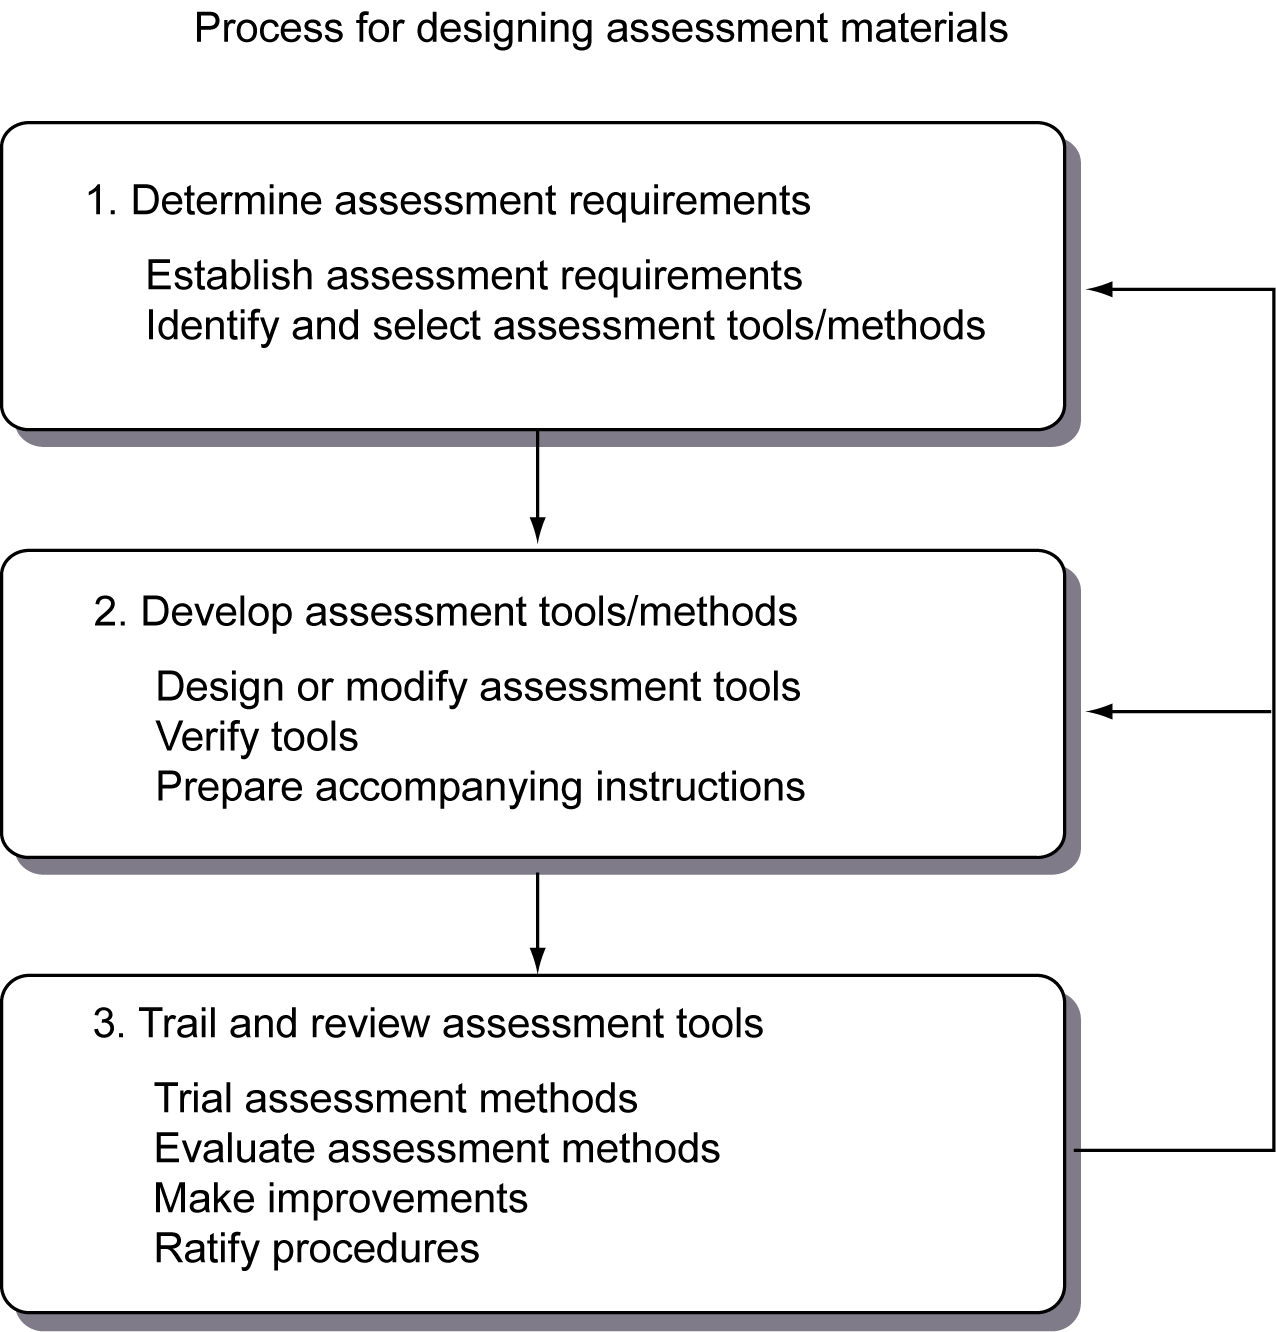 Process for designing assessment materials
1. Determine assessment requirements
Establish assessment requirements
Identify and select assessment tools/methods
2. Develop assessment tools/methods
Design or modify assessment tools
Verify tools
Prepare accompanying instructions
3. Trail and review assessment tools
Trial assessment methods
Evaluate assessment methods
Make improvements
Ratify procedures